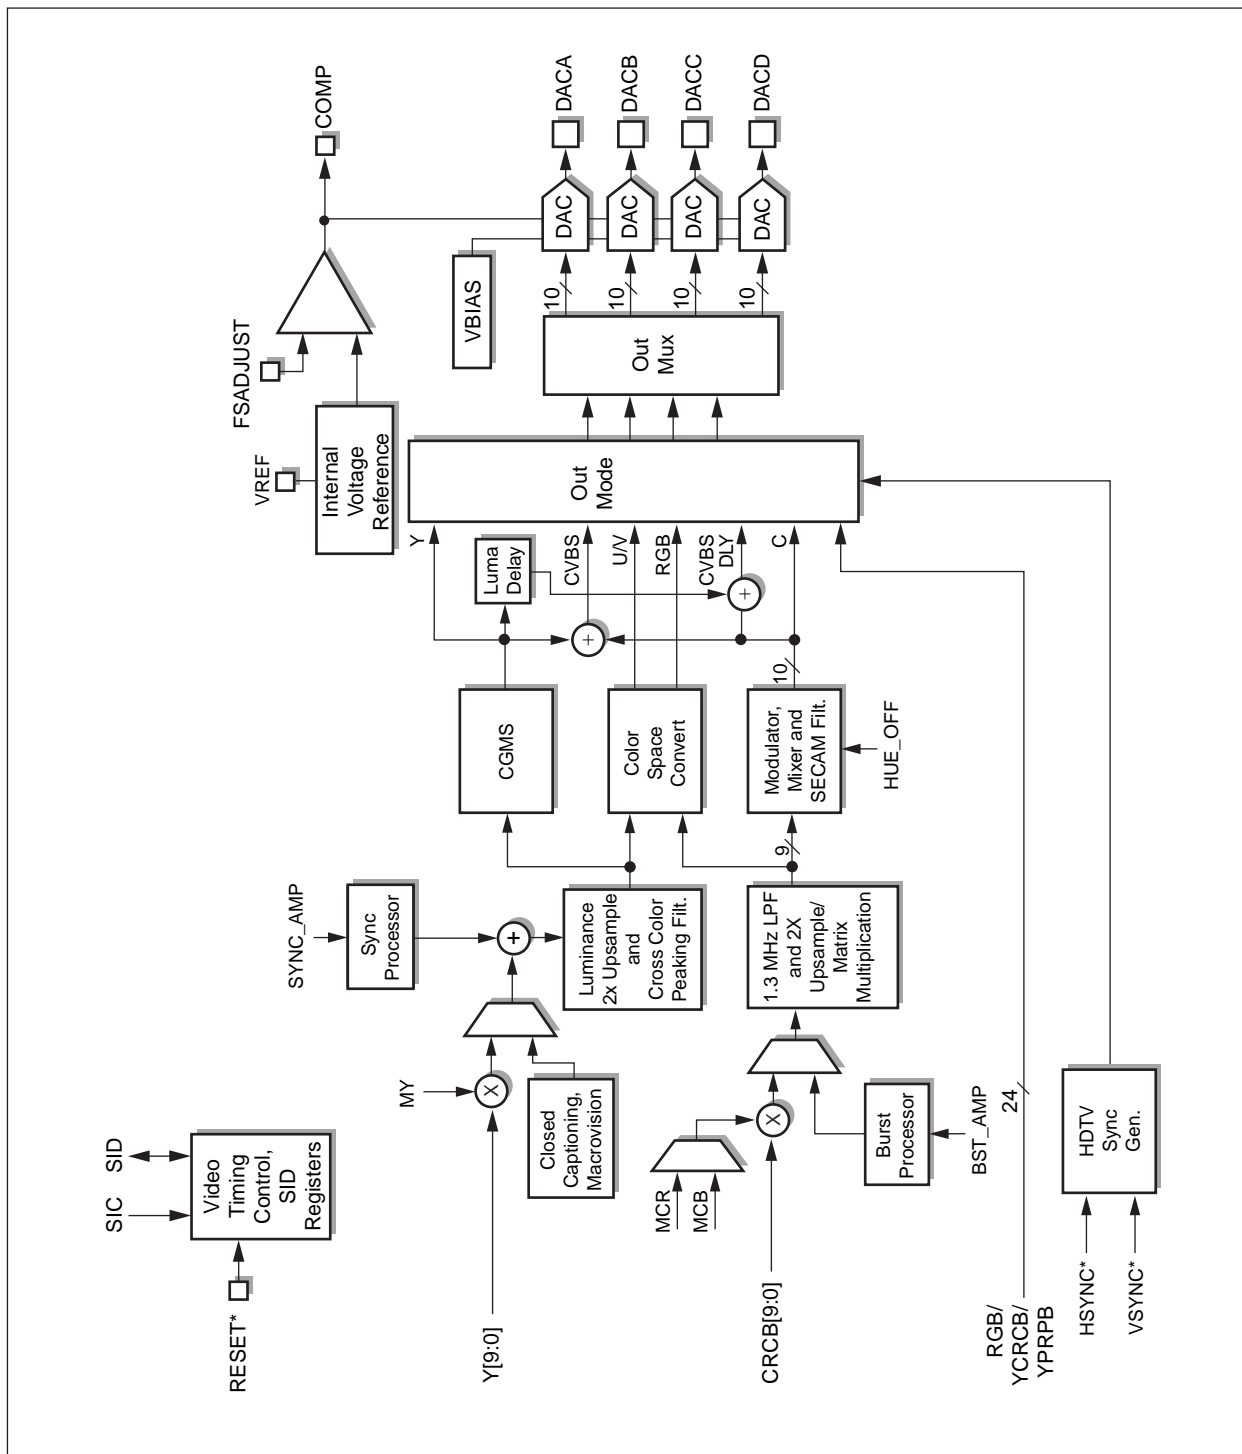 SIC
SID
RESET*
Video
Timing
Control,
SID
Registers
VREF
Internal
Voltage
Reference
FSADJUST
COMP
VBIAS
SYNC_AMP
Sync
Processor
MY
X
Y[9:0]
Closed
Captioning,
Macrovision
+
Luminance
2x Upsample
and
Cross Color
Peaking Filt.
CGMS
Luma
Delay
Y
+
CVBS
Color
Space
Convert
U/V
RGB
+
CVBS
DLY
C
MCR
MCB
X
CRCB[9:0]
Burst
Processor
BST_AMP
1.3 MHz LPF
and 2X
Upsample/
Matrix
Multiplication
9
Modulator,
Mixer and
SECAM Filt.
HUE_OFF
10
Out
Mode
Out
Mux
10
DAC
DACA
10
DAC
DACB
10
DAC
DACC
10
DAC
DACD
RGB/
YCRCB/
YPRPB
24
HSYNC*
VSYNC*
HDTV
Sync
Gen.